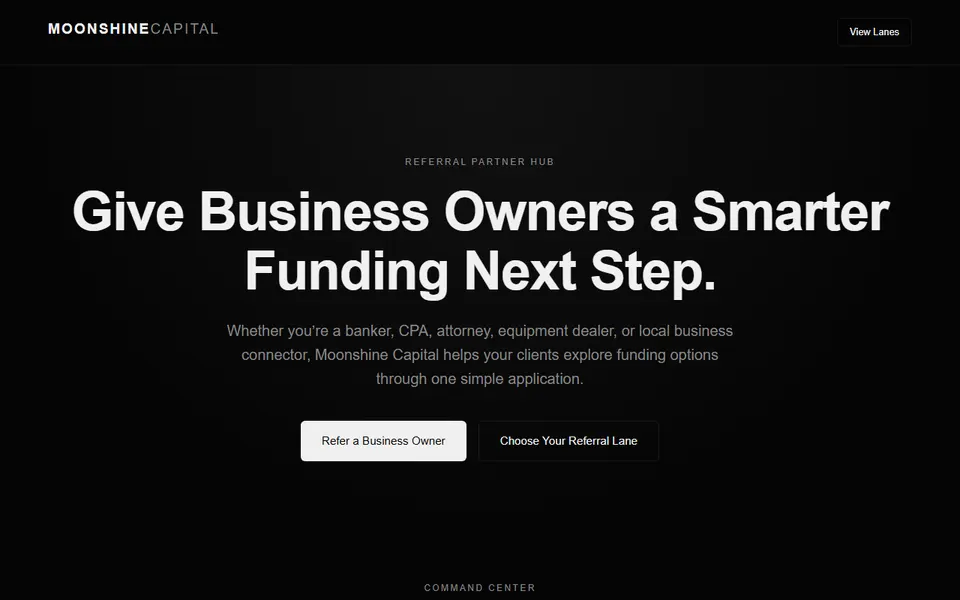 MOONSHINECAPITAL
View Lanes
REFERRAL PARTNER HUB
Give Business Owners a Smarter
Funding Next Step.
Whether you're a banker, CPA, attorney, equipment dealer, or local business
connector, Moonshine Capital helps your clients explore funding options
through one simple application.
Refer a Business Owner
Choose Your Referral Lane
COMMAND CENTER